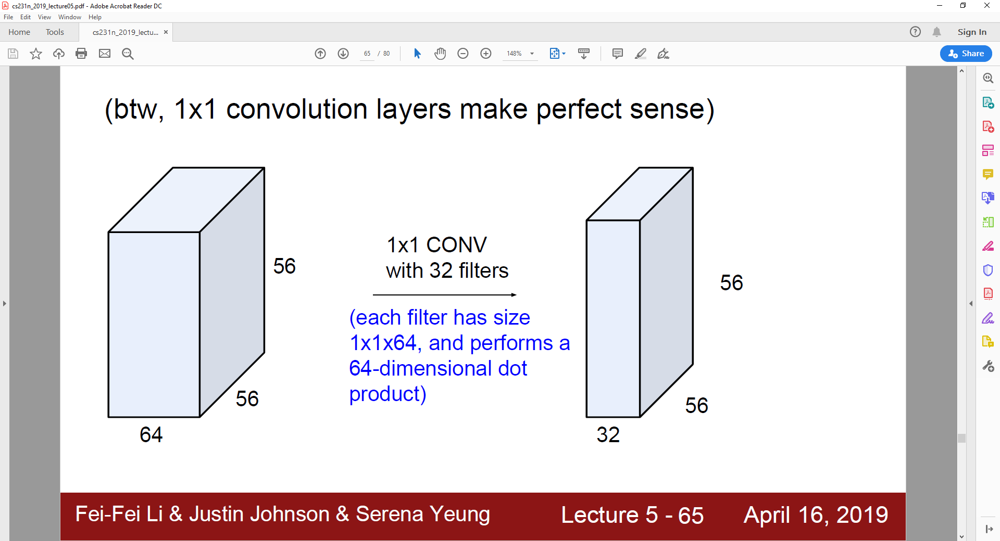 cs231n_2019_lecture05.pdf - Adobe Acrobat Reader DC
File Edit View Window Help
Home Tools cs231n_2019_lectu... × Sign In
65 / 80 148% Share
(btw, 1x1 convolution layers make perfect sense)
1x1 CONV
with 32 filters
(each filter has size
1x1x64, and performs a
64-dimensional dot
product)
56
56
64
56
56
32
Fei-Fei Li & Justin Johnson & Serena Yeung Lecture 5 - 65 April 16, 2019